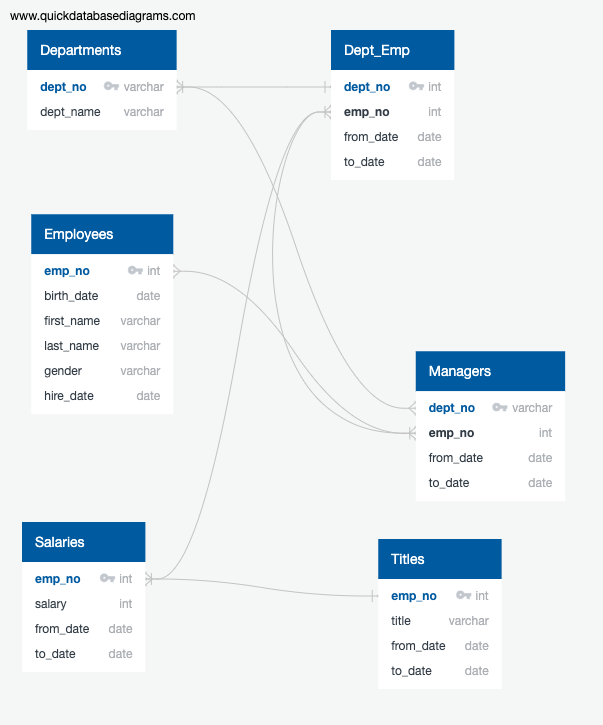 www.quickdatabasediagrams.com
Departments
dept_no varchar
dept_name varchar
Dept_Emp
dept_no int
emp_no int
from_date date
to_date date
Employees
emp_no int
birth_date date
first_name varchar
last_name varchar
gender varchar
hire_date date
Managers
dept_no varchar
emp_no int
from_date date
to_date date
Salaries
emp_no int
salary int
from_date date
to_date date
Titles
emp_no int
title varchar
from_date date
to_date date